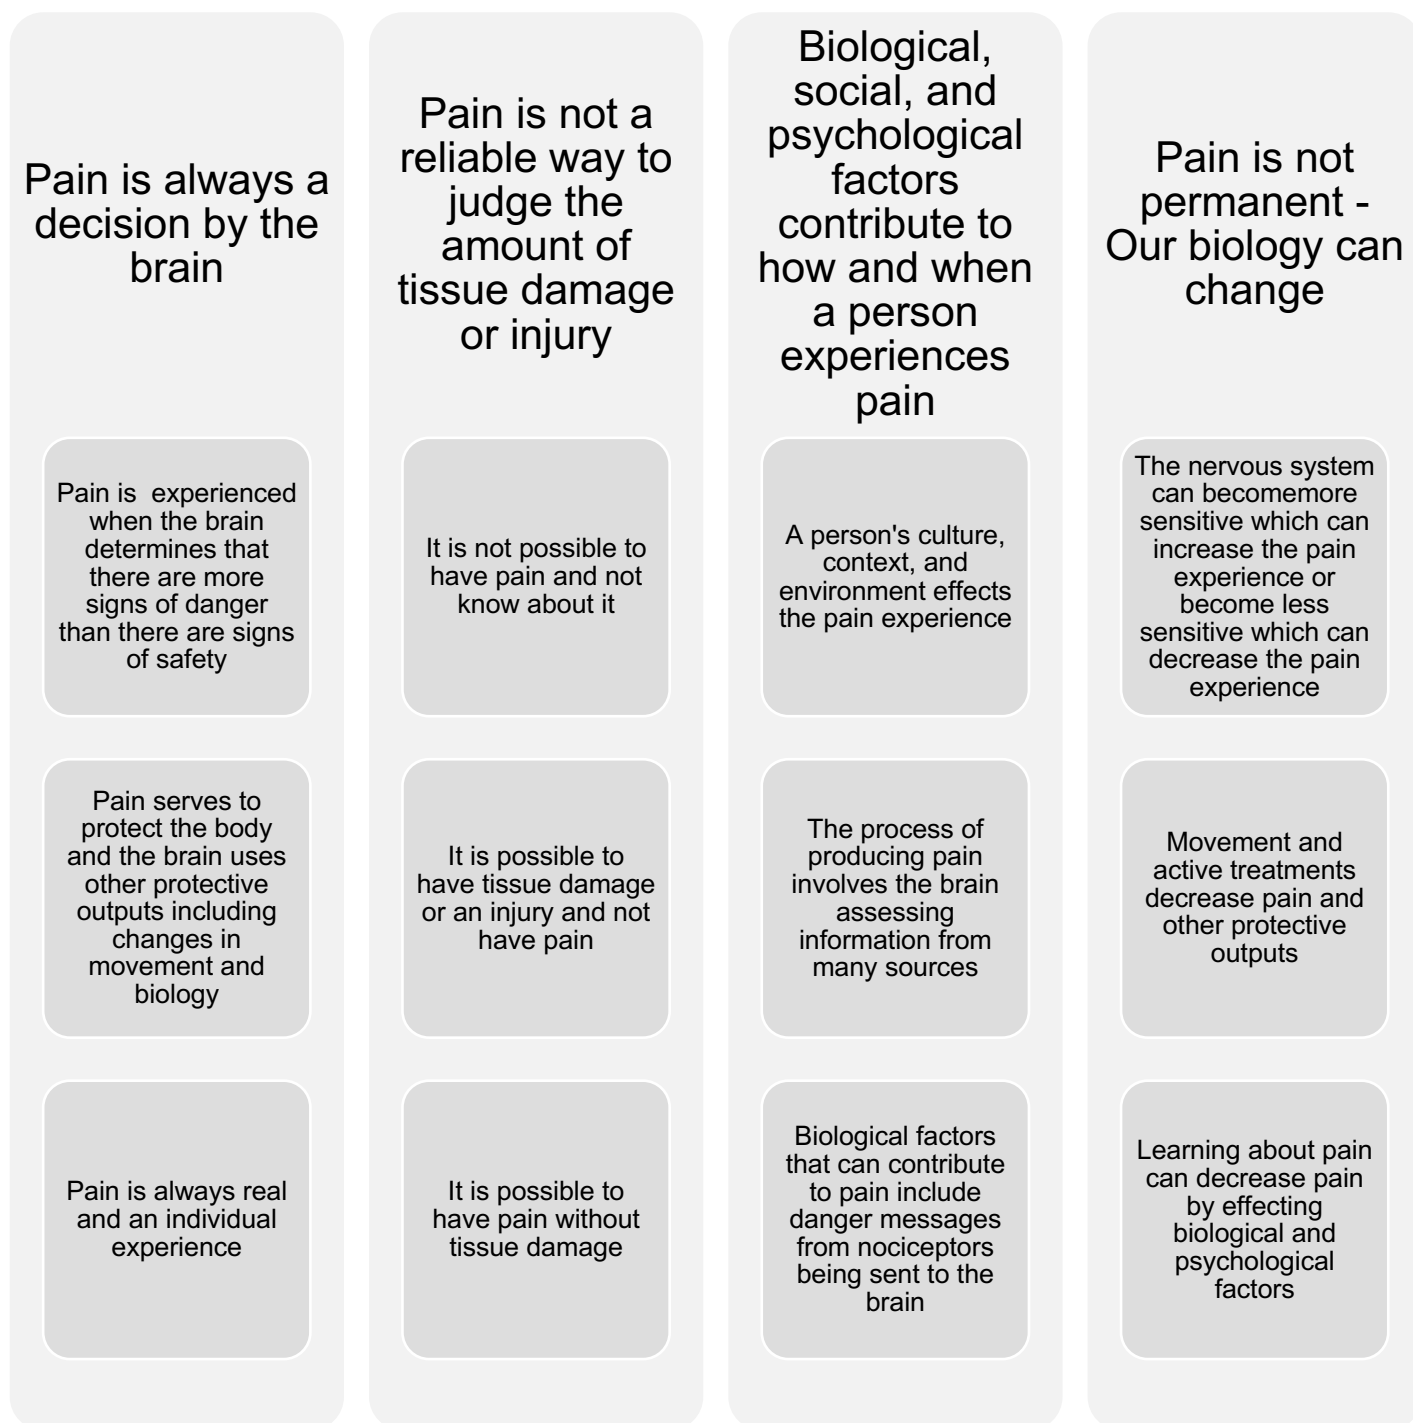 Pain is always a
decision by the
brain
Pain is experienced
when the brain
determines that
there are more
signs of danger
than there are signs
of safety
Pain serves to
protect the body
and the brain uses
other protective
outputs including
changes in
movement and
biology
Pain is always real
and an individual
experience
Pain is not a
reliable way to
judge the
amount of
tissue damage
or injury
It is not possible to
have pain and not
know about it
It is possible to
have tissue damage
or an injury and not
have pain
It is possible to
have pain without
tissue damage
Biological,
social, and
psychological
factors
contribute to
how and when
a person
experiences
pain
A person's culture,
context, and
environment effects
the pain experience
The process of
producing pain
involves the brain
assessing
information from
many sources
Biological factors
that can contribute
to pain include
danger messages
from nociceptors
being sent to the
brain
Pain is not
permanent -
Our biology can
change
The nervous system
can becomemore
sensitive which can
increase the pain
experience or
become less
sensitive which can
decrease the pain
experience
Movement and
active treatments
decrease pain and
other protective
outputs
Learning about pain
can decrease pain
by effecting
biological and
psychological
factors